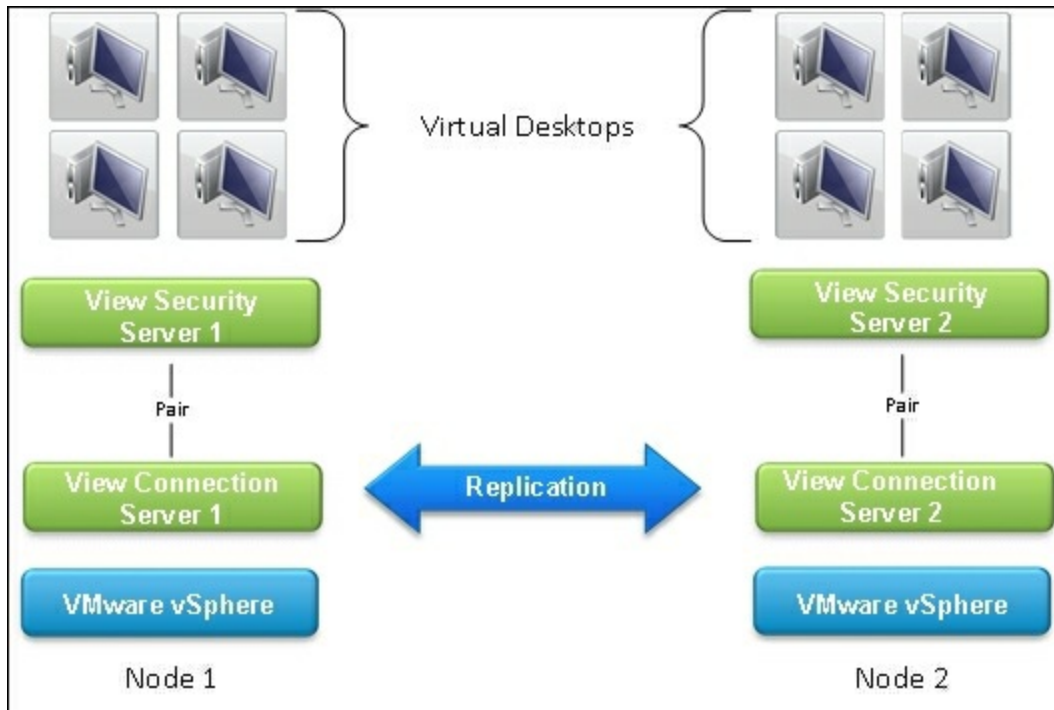 Virtual Desktops
View Security
Server 1
View Security
Server 2
Pair
Pair
View Connection
Server 1
Replication
View Connection
Server 2
VMware vSphere
VMware vSphere
Node 1
Node 2